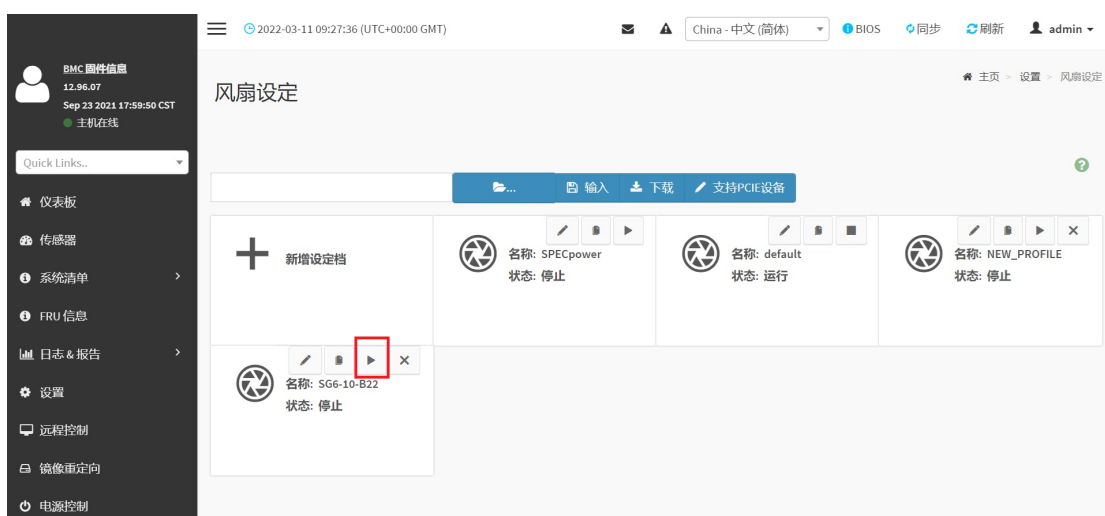 2022-03-11 09:27:36 (UTC+00:00 GMT)
China - 中文 (简体)
BIOS
同步
刷新
admin
BMC 固件信息
12.96.07
Sep 23 2021 17:59:50 CST
主机在线
Quick Links..
仪表板
传感器
系统清单
FRU 信息
日志 & 报告
设置
远程控制
镜像重定向
电源控制
风扇设定
主页 > 设置 > 风扇设定
... 输入 下载 支持PCIE设备
新增设定档
名称: SPECpower
状态: 停止
名称: default
状态: 运行
名称: NEW_PROFILE
状态: 停止
名称: SG6-10-B22
状态: 停止